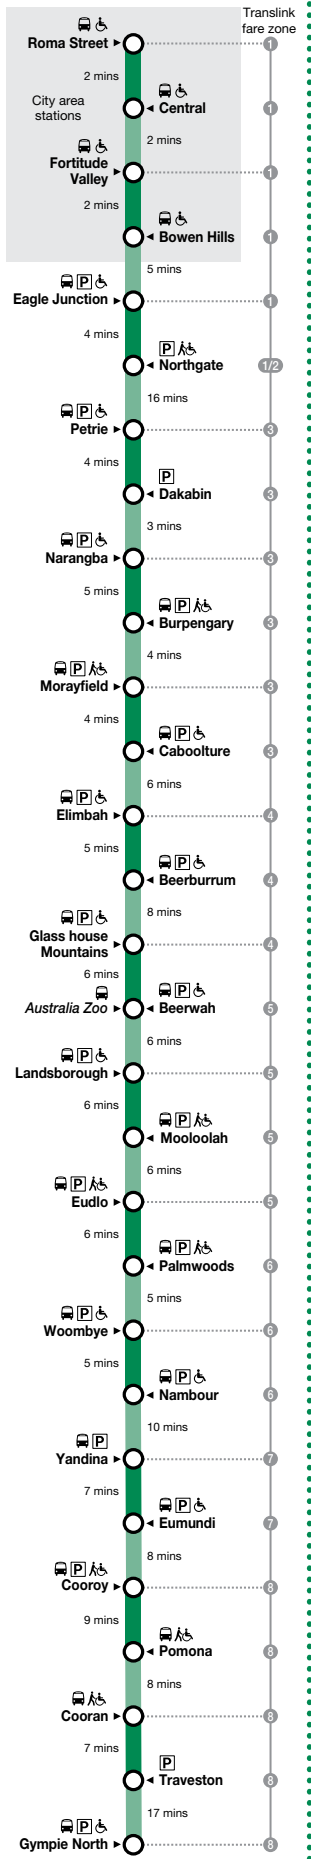 Translink
fare zone
Roma Street 1
2 mins
City area
stations
Central 1
2 mins
Fortitude
Valley 1
2 mins
Bowen Hills 1
5 mins
P
Eagle Junction 1
4 mins
P
Northgate 1/2
16 mins
P
Petrie 3
4 mins
P
Dakabin 3
3 mins
P
Narangba 3
5 mins
P
Burpengary 3
4 mins
P
Morayfield 3
4 mins
P
Caboolture 3
6 mins
P
Elimbah 4
5 mins
P
Beerburrum 4
8 mins
P
Glass house
Mountains 4
6 mins
P
Australia Zoo Beerwah 5
6 mins
P
Landsborough 5
6 mins
P
Mooloolah 5
6 mins
P
Eudlo 5
6 mins
P
Palmwoods 6
5 mins
P
Woombye 6
5 mins
P
Nambour 6
10 mins
P
Yandina 7
7 mins
P
Eumundi 7
8 mins
P
Cooroy 8
9 mins
Pomona 8
8 mins
Cooran 8
7 mins
P
Traveston 8
17 mins
P
Gympie North 8